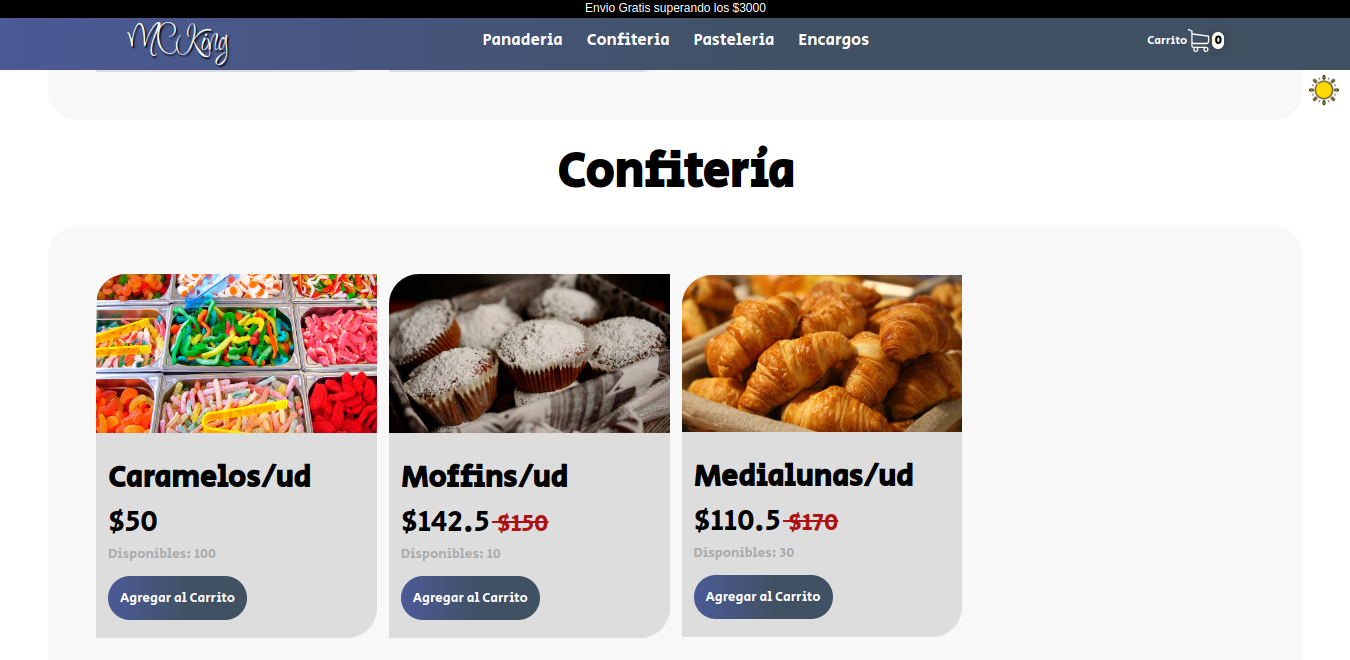 Envio Gratis superando los $3000
MCKing
Panaderia Confiteria Pasteleria Encargos
Carrito 0
Confitería
Caramelos/ud
$50
Disponibles: 100
Agregar al Carrito
Moffins/ud
$142.5 $150
Disponibles: 10
Agregar al Carrito
Medialunas/ud
$110.5 $170
Disponibles: 30
Agregar al Carrito